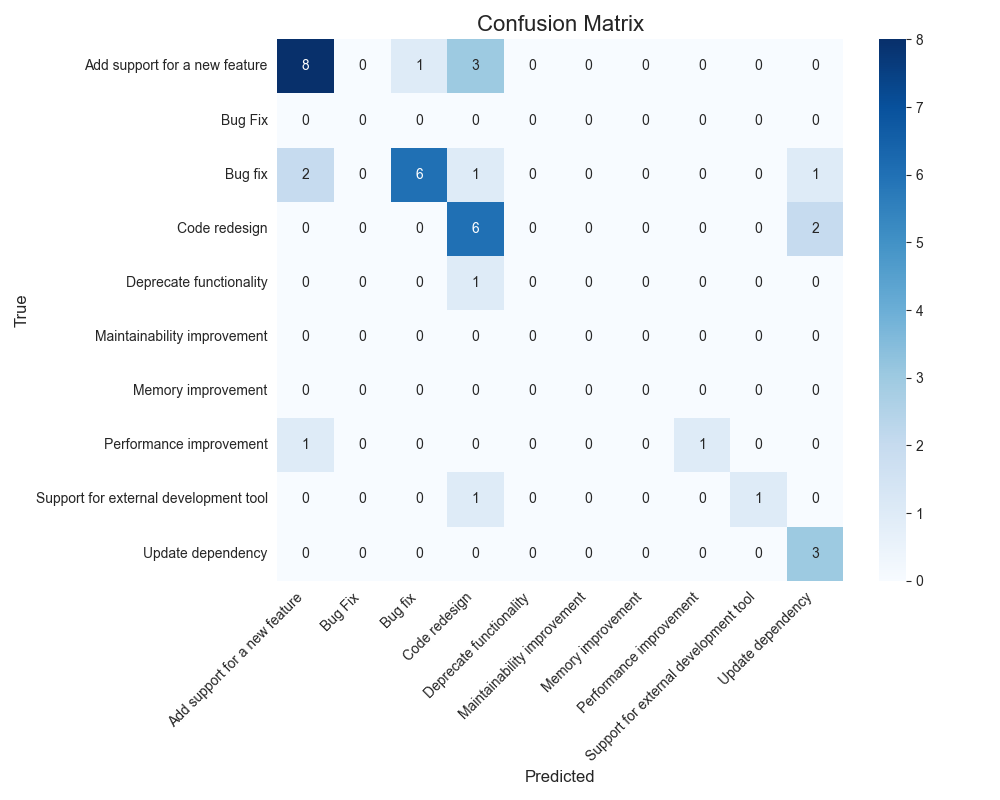 Confusion Matrix
True
Add support for a new feature 8 0 1 3 0 0 0 0 0 0
Bug Fix 0 0 0 0 0 0 0 0 0 0
Bug fix 2 0 6 1 0 0 0 0 0 1
Code redesign 0 0 0 6 0 0 0 0 0 2
Deprecate functionality 0 0 0 1 0 0 0 0 0 0
Maintainability improvement 0 0 0 0 0 0 0 0 0 0
Memory improvement 0 0 0 0 0 0 0 0 0 0
Performance improvement 1 0 0 0 0 0 0 1 0 0
Support for external development tool 0 0 0 1 0 0 0 0 1 0
Update dependency 0 0 0 0 0 0 0 0 0 3
Add support for a new feature
Bug Fix
Bug fix
Code redesign
Deprecate functionality
Maintainability improvement
Memory improvement
Performance improvement
Support for external development tool
Update dependency
Predicted
8
7
6
5
4
3
2
1
0